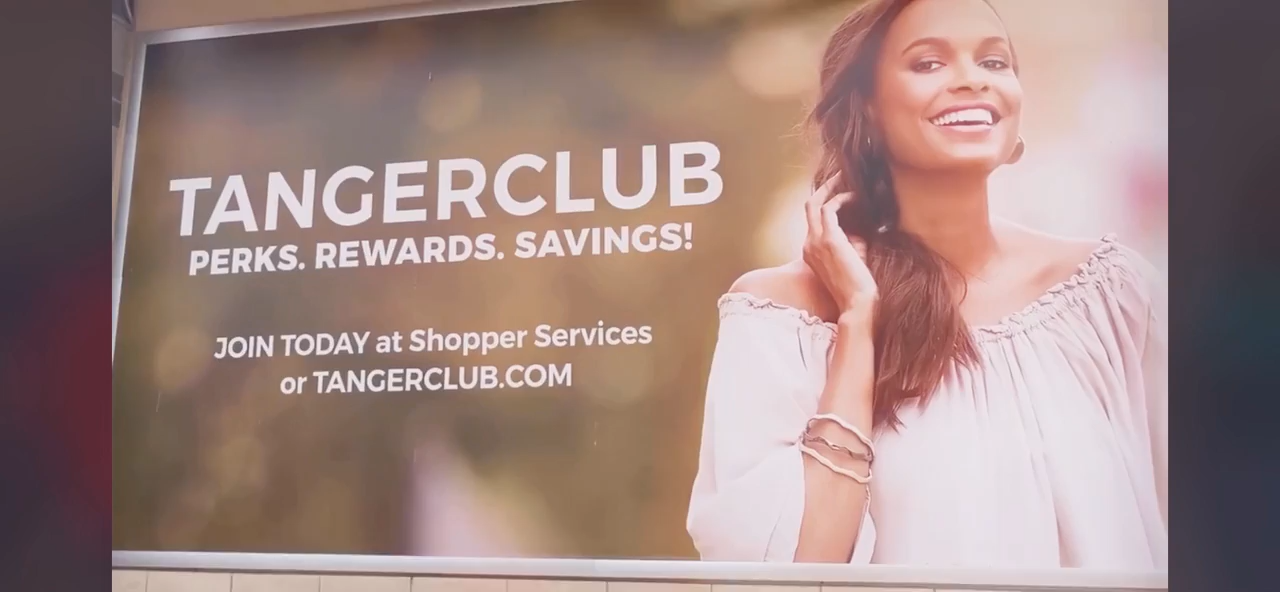 TANGERCLUB
PERKS. REWARDS. SAVINGS!
JOIN TODAY at Shopper Services
or TANGERCLUB.COM